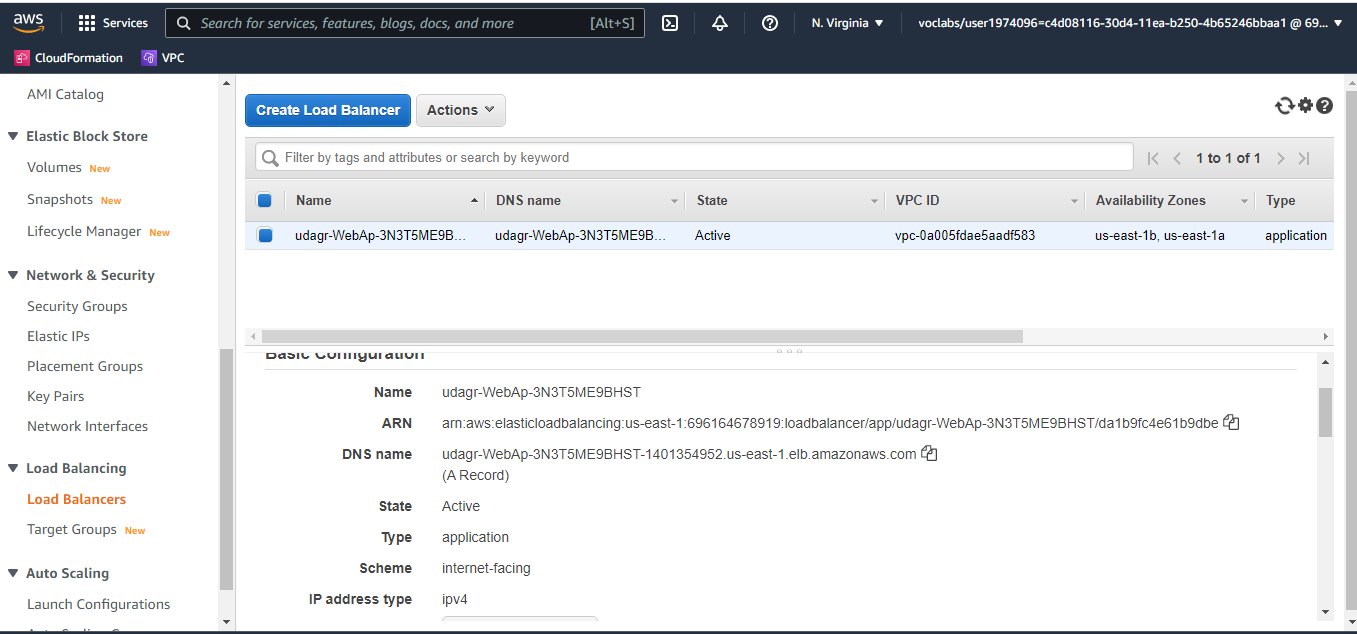 aws Services Search for services, features, blogs, docs, and more [Alt+S] N. Virginia voclabs/user1974096=c4d08116-30d4-11ea-b250-4b65246bbaa1 @ 69...
CloudFormation VPC
AMI Catalog
Elastic Block Store
Volumes New
Snapshots New
Lifecycle Manager New
Network & Security
Security Groups
Elastic IPs
Placement Groups
Key Pairs
Network Interfaces
Load Balancing
Load Balancers
Target Groups New
Auto Scaling
Launch Configurations
Create Load Balancer Actions
Filter by tags and attributes or search by keyword 1 to 1 of 1
Name DNS name State VPC ID Availability Zones Type
udagr-WebAp-3N3T5ME9B... udagr-WebAp-3N3T5ME9B... Active vpc-0a005fdae5aadf583 us-east-1b, us-east-1a application
Basic Configuration
Name udagr-WebAp-3N3T5ME9BHST
ARN arn:aws:elasticloadbalancing:us-east-1:696164678919:loadbalancer/app/udagr-WebAp-3N3T5ME9BHST/da1b9fc4e61b9dbe
DNS name udagr-WebAp-3N3T5ME9BHST-1401354952.us-east-1.elb.amazonaws.com
(A Record)
State Active
Type application
Scheme internet-facing
IP address type ipv4